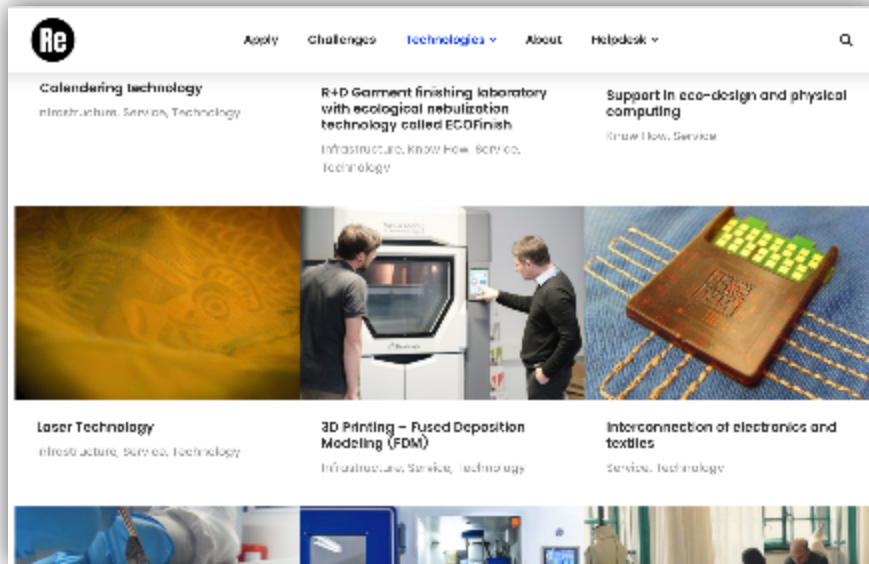 Re
Apply
Challenges
Technologies
About
Helpdesk
Calendering technology
Infrastructure, Service, Technology
R+D Garment finishing laboratory
with ecological nebulization
technology called ECOFinish
Infrastructure, Know How, Service,
Technology
Support in eco-design and physical
computing
Know How, Service
Laser Technology
Infrastructure, Service, Technology
3D Printing – Fused Deposition
Modeling (FDM)
Infrastructure, Service, Technology
Interconnection of electronics and
textiles
Service, Technology